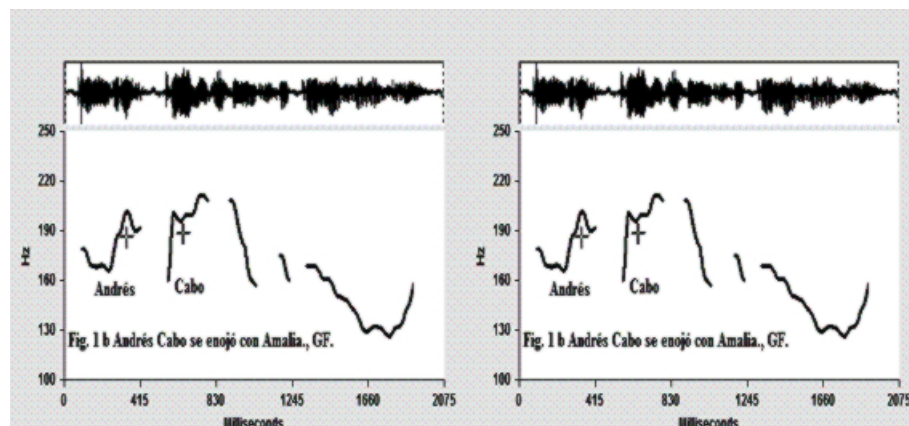 250
220
190
160
130
100
Hz
Andrés
Cabo
Fig. 1 b Andrés Cabo se enojó con Amalia., GF.
0 415 830 1245 1660 2075
Milliseconds
250
220
190
160
130
100
Hz
Andrés
Cabo
Fig. 1 b Andrés Cabo se enojó con Amalia., GF.
0 415 830 1245 1660 2075
Milliseconds